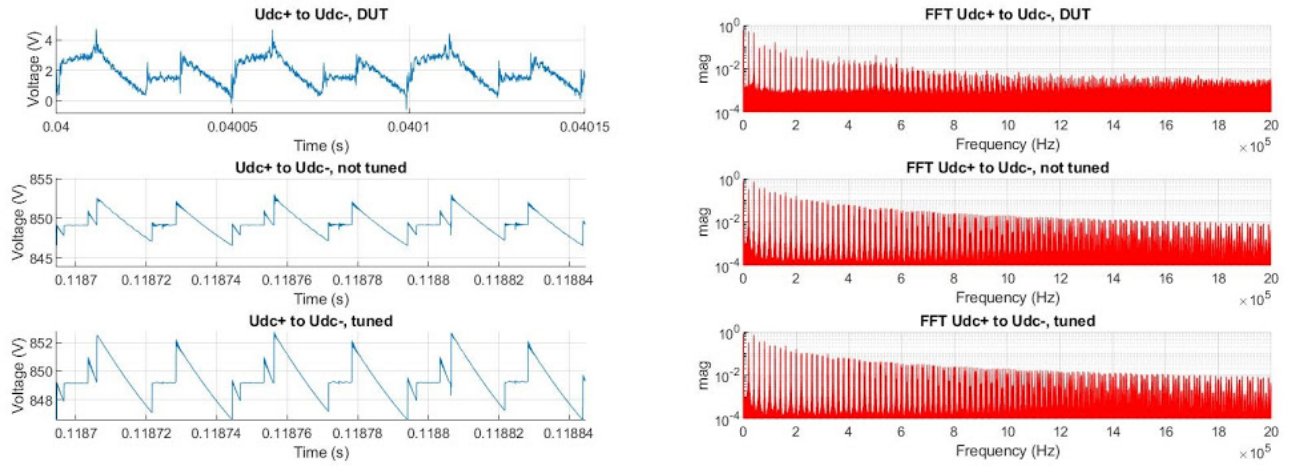 Udc+ to Udc-, DUT
Voltage (V)
4
2
0
0.04 0.04005 0.0401 0.04015
Time (s)
FFT Udc+ to Udc-, DUT
mag
10^0
10^-2
10^-4
0 2 4 6 8 10 12 14 16 18 20
Frequency (Hz)
× 10^5
Udc+ to Udc-, not tuned
Voltage (V)
855
850
845
0.1187 0.11872 0.11874 0.11876 0.11878 0.1188 0.11882 0.11884
Time (s)
FFT Udc+ to Udc-, not tuned
mag
10^0
10^-2
10^-4
0 2 4 6 8 10 12 14 16 18 20
Frequency (Hz)
× 10^5
Udc+ to Udc-, tuned
Voltage (V)
852
850
848
0.1187 0.11872 0.11874 0.11876 0.11878 0.1188 0.11882 0.11884
Time (s)
FFT Udc+ to Udc-, tuned
mag
10^0
10^-2
10^-4
0 2 4 6 8 10 12 14 16 18 20
Frequency (Hz)
× 10^5